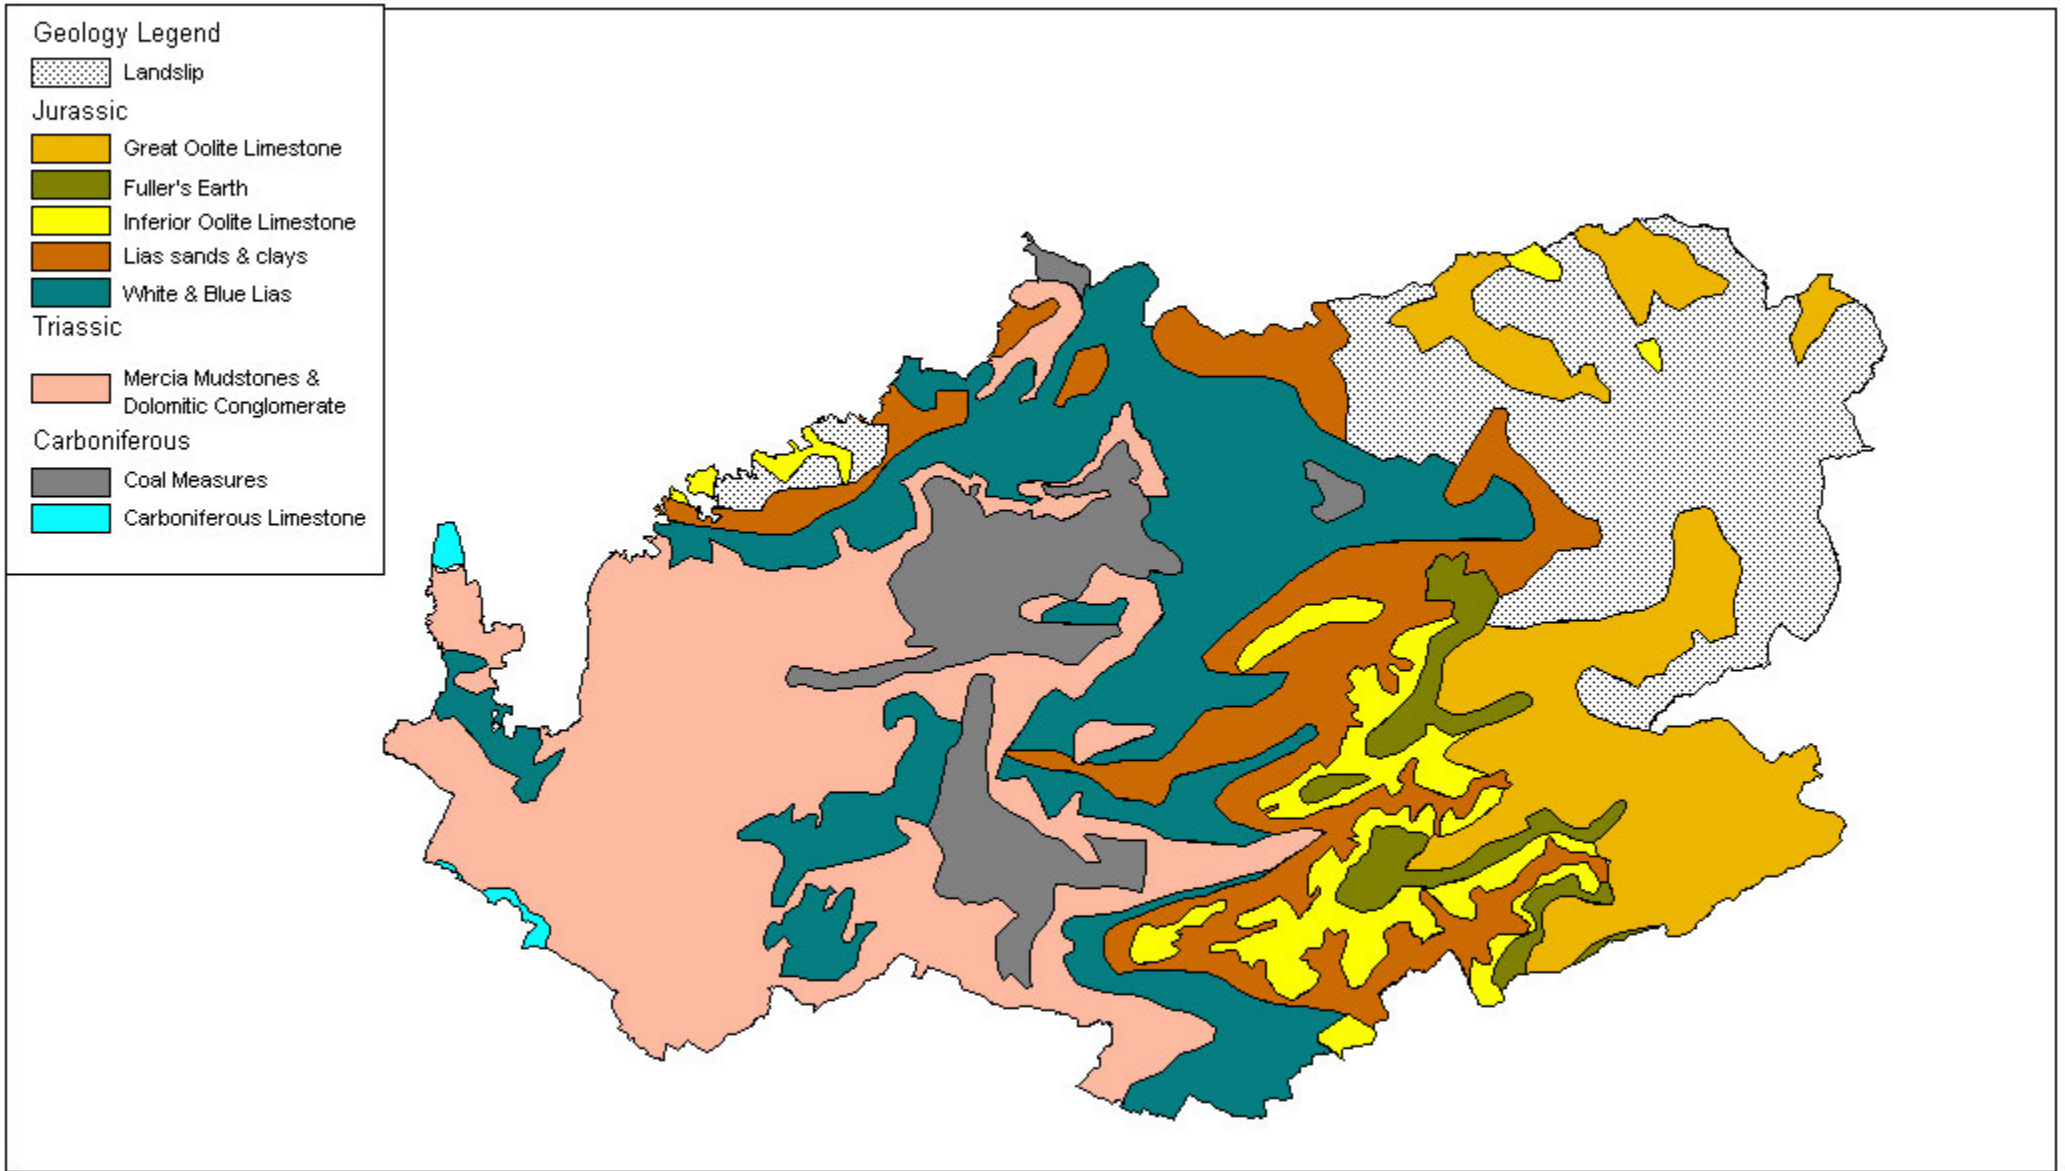 Geology Legend
Landslip
Jurassic
Great Oolite Limestone
Fuller's Earth
Inferior Oolite Limestone
Lias sands & clays
White & Blue Lias
Triassic
Mercia Mudstones &
Dolomitic Conglomerate
Carboniferous
Coal Measures
Carboniferous Limestone